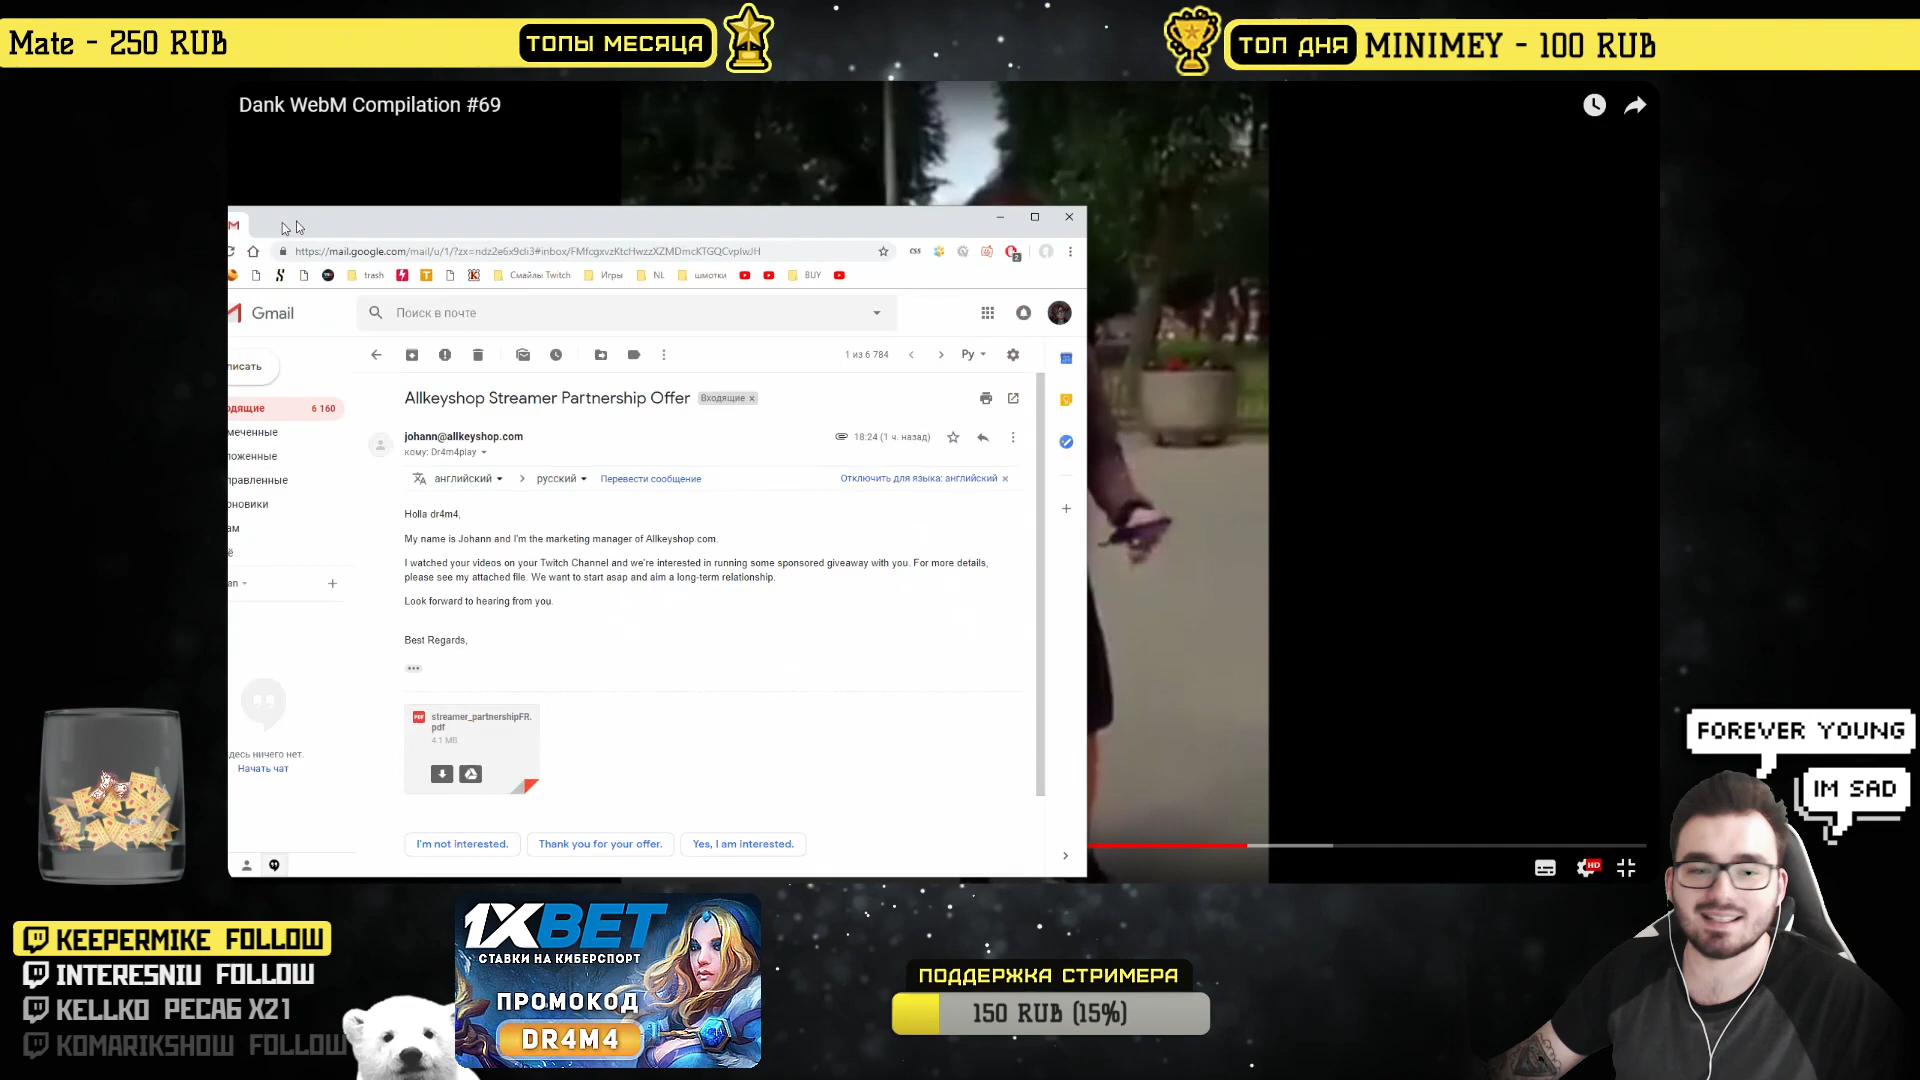 Mate - 250 RUB
ТОПЫ МЕСЯЦА
ТОП ДНЯ
MINIMEY - 100 RUB
Dank WebM Compilation #69
https://mail.google.com/mail/u/1/?zx=ndz2e6x9cli3#inbox/FMfcgxvzKtcHwzzXZMDmcKTGQCvplwJH
css
2
trash
Смайлы Twitch
Игры
NL
шмотки
BUY
Gmail
Поиск в почте
писать
1 из 6 784
Ру
одящие 6 160
меченные
ложенные
правленные
рновики
ам
ё
an
Allkeyshop Streamer Partnership Offer
Входящие ×
johann@allkeyshop.com
18:24 (1 ч. назад)
кому: Dr4m4play
английский
русский
Перевести сообщение
Отключить для языка: английский ×
Holla dr4m4,
My name is Johann and I'm the marketing manager of Allkeyshop.com.
I watched your videos on your Twitch Channel and we're interested in running some sponsored giveaway with you. For more details,
please see my attached file. We want to start asap and aim a long-term relationship.
Look forward to hearing from you.
Best Regards,
PDF
streamer_partnershipFR.
pdf
4.1 MB
десь ничего нет.
Начать чат
I'm not interested.
Thank you for your offer.
Yes, I am interested.
HD
FOREVER YOUNG
IM SAD
KEEPERMIKE FOLLOW
INTERESNIU FOLLOW
KELLKO РЕСАБ X21
KOMARIKSHOW FOLLOW
1XBET
СТАВКИ НА КИБЕРСПОРТ
ПРОМОКОД
DR4M4
ПОДДЕРЖКА СТРИМЕРА
150 RUB (15%)